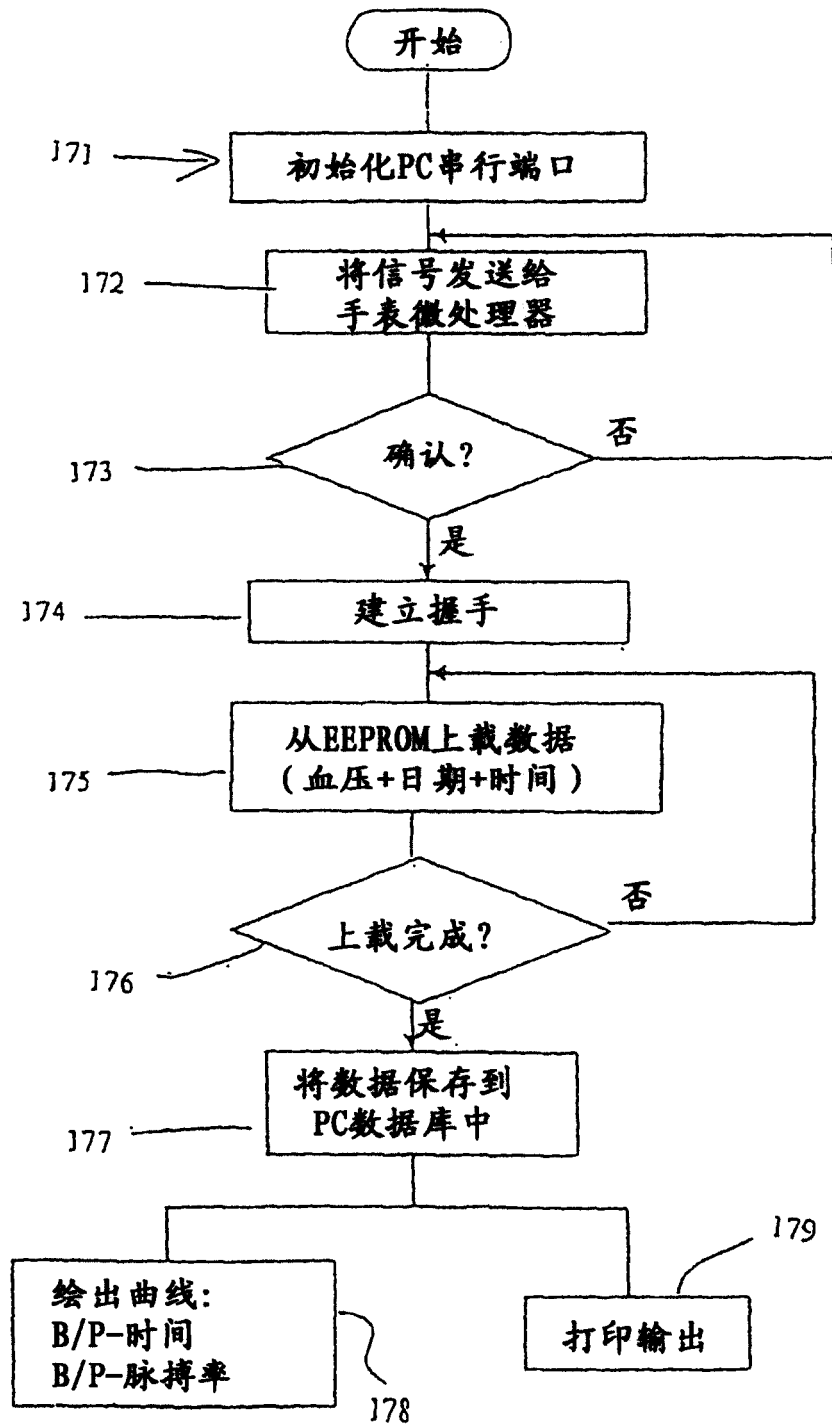 开始
171
初始化PC串行端口
172
将信号发送给
手表微处理器
173
确认?
否
是
174
建立握手
175
从EEPROM上载数据
(血压+日期+时间)
176
上载完成?
否
是
177
将数据保存到
PC数据库中
179
绘出曲线:
B/P-时间
B/P-脉搏率
打印输出
178